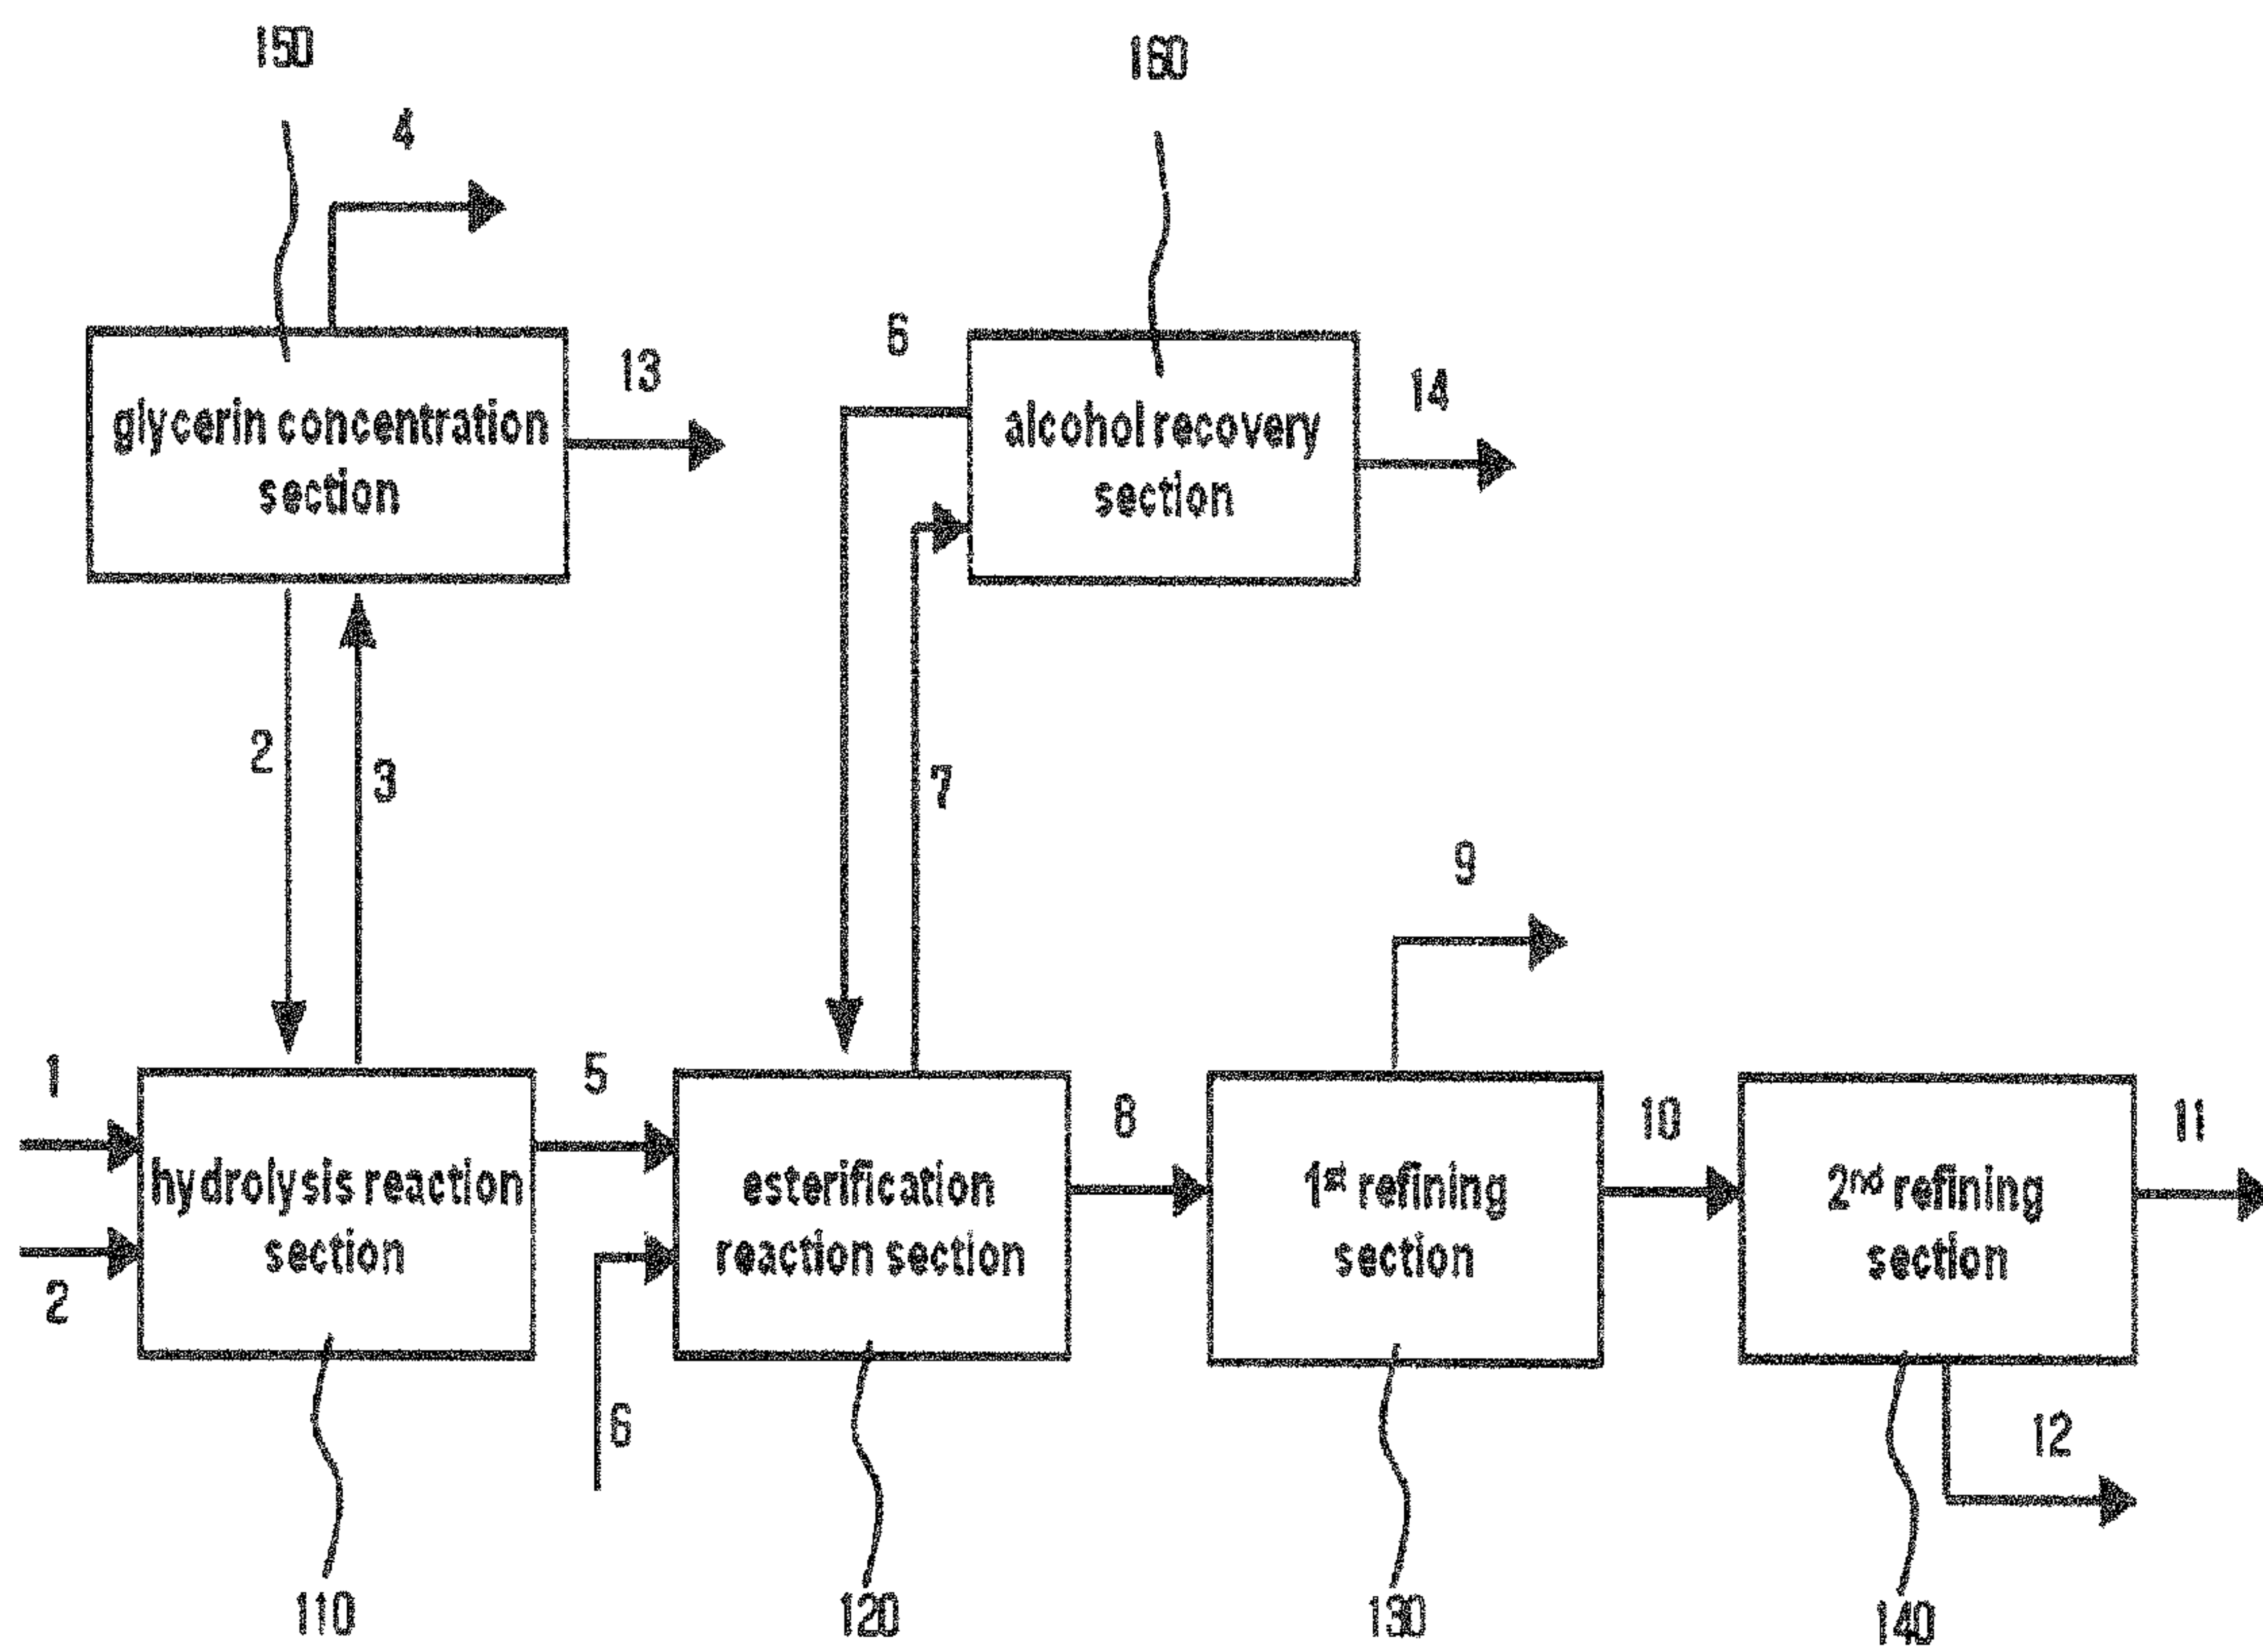 150
160
4
6
13
14
glycerin concentration
section
alcohol recovery
section
2
3
7
9
1
5
8
10
11
hydrolysis reaction
section
esterification
reaction section
1st refining
section
2nd refining
section
2
6
12
110
120
130
140